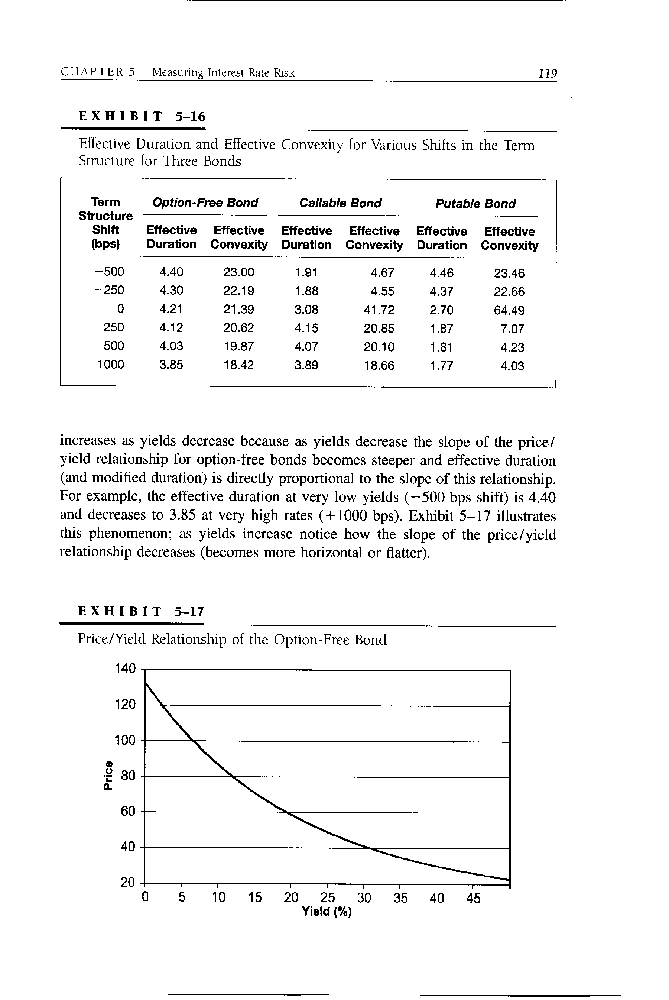 CHAPTER 5 Measuring Interest Rate Risk 119
EXHIBIT 5–16
Effective Duration and Effective Convexity for Various Shifts in the Term
Structure for Three Bonds
Term Option-Free Bond Callable Bond Putable Bond
Structure
Shift Effective Effective Effective Effective Effective Effective
(bps) Duration Convexity Duration Convexity Duration Convexity
−500 4.40 23.00 1.91 4.67 4.46 23.46
−250 4.30 22.19 1.88 4.55 4.37 22.66
0 4.21 21.39 3.08 −41.72 2.70 64.49
250 4.12 20.62 4.15 20.85 1.87 7.07
500 4.03 19.87 4.07 20.10 1.81 4.23
1000 3.85 18.42 3.89 18.66 1.77 4.03
increases as yields decrease because as yields decrease the slope of the price/
yield relationship for option-free bonds becomes steeper and effective duration
(and modified duration) is directly proportional to the slope of this relationship.
For example, the effective duration at very low yields (−500 bps shift) is 4.40
and decreases to 3.85 at very high rates (+1000 bps). Exhibit 5–17 illustrates
this phenomenon; as yields increase notice how the slope of the price/yield
relationship decreases (becomes more horizontal or flatter).
EXHIBIT 5–17
Price/Yield Relationship of the Option-Free Bond
140
120
100
Price
80
60
40
20
0 5 10 15 20 25 30 35 40 45
Yield (%)